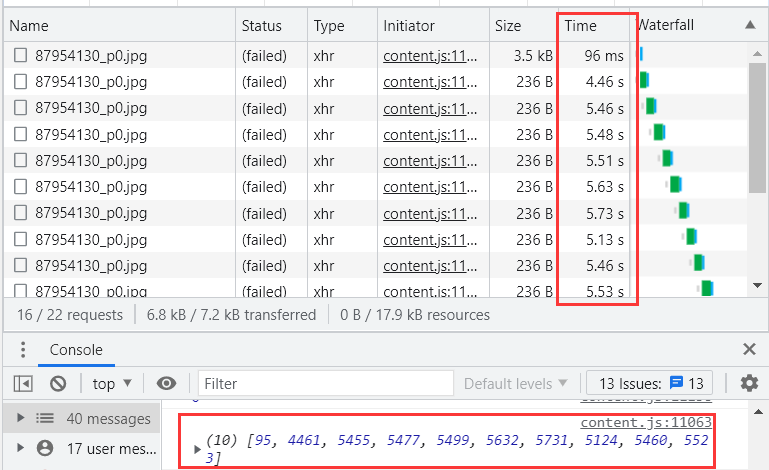 Name Status Type Initiator Size Time Waterfall
87954130_p0.jpg (failed) xhr content.js:11... 3.5 kB 96 ms
87954130_p0.jpg (failed) xhr content.js:11... 236 B 4.46 s
87954130_p0.jpg (failed) xhr content.js:11... 236 B 5.46 s
87954130_p0.jpg (failed) xhr content.js:11... 236 B 5.48 s
87954130_p0.jpg (failed) xhr content.js:11... 236 B 5.51 s
87954130_p0.jpg (failed) xhr content.js:11... 236 B 5.63 s
87954130_p0.jpg (failed) xhr content.js:11... 236 B 5.73 s
87954130_p0.jpg (failed) xhr content.js:11... 236 B 5.13 s
87954130_p0.jpg (failed) xhr content.js:11... 236 B 5.46 s
87954130_p0.jpg (failed) xhr content.js:11... 236 B 5.53 s
16 / 22 requests 6.8 kB / 7.2 kB transferred 0 B / 17.9 kB resources
Console
top Filter Default levels 13 Issues: 13
40 messages
content.js:11063
(10) [95, 4461, 5455, 5477, 5499, 5632, 5731, 5124, 5460, 552
17 user mes...
3]